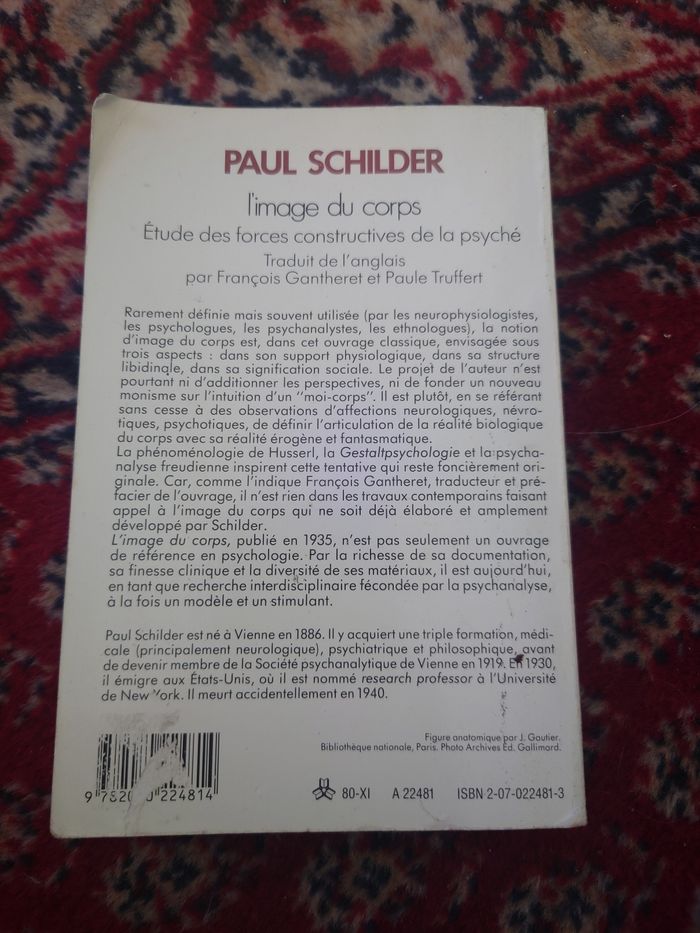 PAUL SCHILDER
l'image du corps
Étude des forces constructives de la psyché
Traduit de l'anglais
par François Gantheret et Paule Truffert
Rarement définie mais souvent utilisée (par les neurophysiologistes,
les psychologues, les psychanalystes, les ethnologues), la notion
d'image du corps est, dans cet ouvrage classique, envisagée sous
trois aspects : dans son support physiologique, dans sa structure
libidinale, dans sa signification sociale. Le projet de l'auteur n'est
pourtant ni d'additionner les perspectives, ni de fonder un nouveau
monisme sur l'intuition d'un "moi-corps". Il est plutôt, en se référant
sans cesse à des observations d'affections neurologiques, névro-
tiques, psychotiques, de définir l'articulation de la réalité biologique
du corps avec sa réalité érogène et fantasmatique.
La phénoménologie de Husserl, la Gestaltpsychologie et la psycha-
nalyse freudienne inspirent cette tentative qui reste foncièrement ori-
ginale. Car, comme l'indique François Gantheret, traducteur et pré-
facier de l'ouvrage, il n'est rien dans les travaux contemporains faisant
appel à l'image du corps qui ne soit déjà élaboré et amplement
développé par Schilder.
L'image du corps, publié en 1935, n'est pas seulement un ouvrage
de référence en psychologie. Par la richesse de sa documentation,
sa finesse clinique et la diversité de ses matériaux, il est aujourd'hui,
en tant que recherche interdisciplinaire fécondée par la psychanalyse,
à la fois un modèle et un stimulant.
Paul Schilder est né à Vienne en 1886. Il y acquiert une triple formation, médi-
cale (principalement neurologique), psychiatrique et philosophique, avant
de devenir membre de la Société psychanalytique de Vienne en 1919. En 1930,
il émigre aux États-Unis, où il est nommé research professor à l'Université
de New York. Il meurt accidentellement en 1940.
Figure anatomique par J. Gautier.
Bibliothèque nationale, Paris. Photo Archives Éd. Gallimard.
80-XI A 22481 ISBN 2-07-022481-3